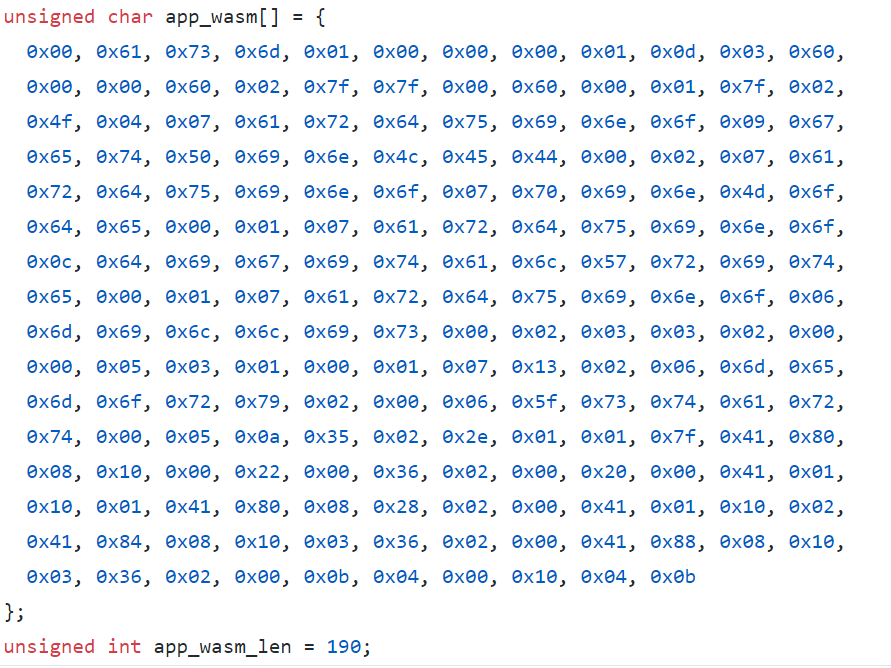 unsigned char app_wasm[] = {
0x00, 0x61, 0x73, 0x6d, 0x01, 0x00, 0x00, 0x00, 0x01, 0x0d, 0x03, 0x60,
0x00, 0x00, 0x60, 0x02, 0x7f, 0x7f, 0x00, 0x60, 0x00, 0x01, 0x7f, 0x02,
0x4f, 0x04, 0x07, 0x61, 0x72, 0x64, 0x75, 0x69, 0x6e, 0x6f, 0x09, 0x67,
0x65, 0x74, 0x50, 0x69, 0x6e, 0x4c, 0x45, 0x44, 0x00, 0x02, 0x07, 0x61,
0x72, 0x64, 0x75, 0x69, 0x6e, 0x6f, 0x07, 0x70, 0x69, 0x6e, 0x4d, 0x6f,
0x64, 0x65, 0x00, 0x01, 0x07, 0x61, 0x72, 0x64, 0x75, 0x69, 0x6e, 0x6f,
0x0c, 0x64, 0x69, 0x67, 0x69, 0x74, 0x61, 0x6c, 0x57, 0x72, 0x69, 0x74,
0x65, 0x00, 0x01, 0x07, 0x61, 0x72, 0x64, 0x75, 0x69, 0x6e, 0x6f, 0x06,
0x6d, 0x69, 0x6c, 0x6c, 0x69, 0x73, 0x00, 0x02, 0x03, 0x03, 0x02, 0x00,
0x00, 0x05, 0x03, 0x01, 0x00, 0x01, 0x07, 0x13, 0x02, 0x06, 0x6d, 0x65,
0x6d, 0x6f, 0x72, 0x79, 0x02, 0x00, 0x06, 0x5f, 0x73, 0x74, 0x61, 0x72,
0x74, 0x00, 0x05, 0x0a, 0x35, 0x02, 0x2e, 0x01, 0x01, 0x7f, 0x41, 0x80,
0x08, 0x10, 0x00, 0x22, 0x00, 0x36, 0x02, 0x00, 0x20, 0x00, 0x41, 0x01,
0x10, 0x01, 0x41, 0x80, 0x08, 0x28, 0x02, 0x00, 0x41, 0x01, 0x10, 0x02,
0x41, 0x84, 0x08, 0x10, 0x03, 0x36, 0x02, 0x00, 0x41, 0x88, 0x08, 0x10,
0x03, 0x36, 0x02, 0x00, 0x0b, 0x04, 0x00, 0x10, 0x04, 0x0b
};
unsigned int app_wasm_len = 190;